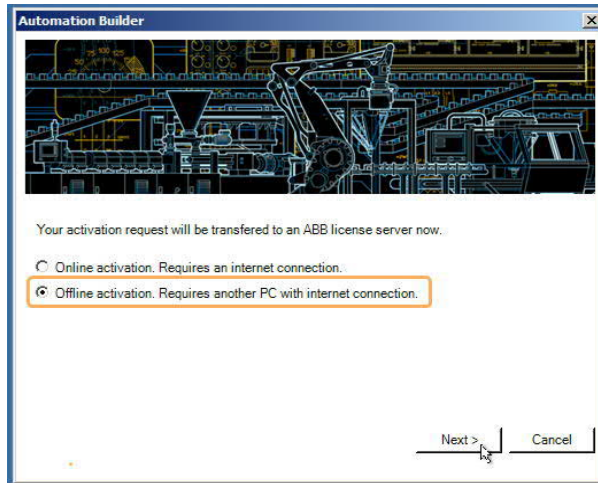 Automation Builder
Your activation request will be transfered to an ABB license server now.
Online activation. Requires an internet connection.
Offline activation. Requires another PC with internet connection.
Next >
Cancel